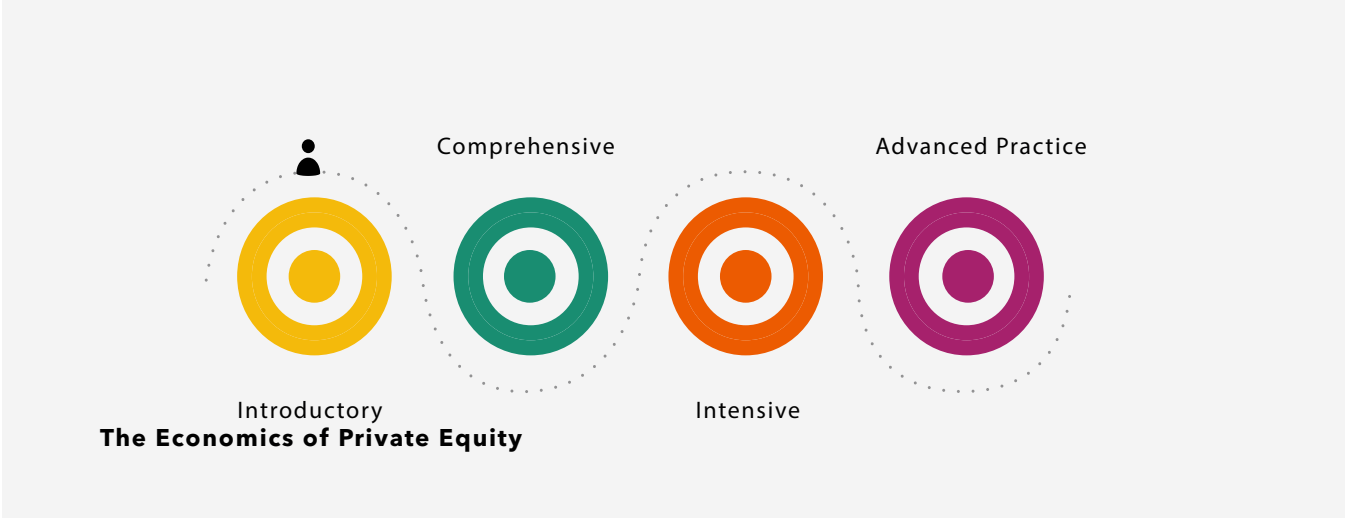 Comprehensive
Advanced Practice
Introductory
The Economics of Private Equity
Intensive